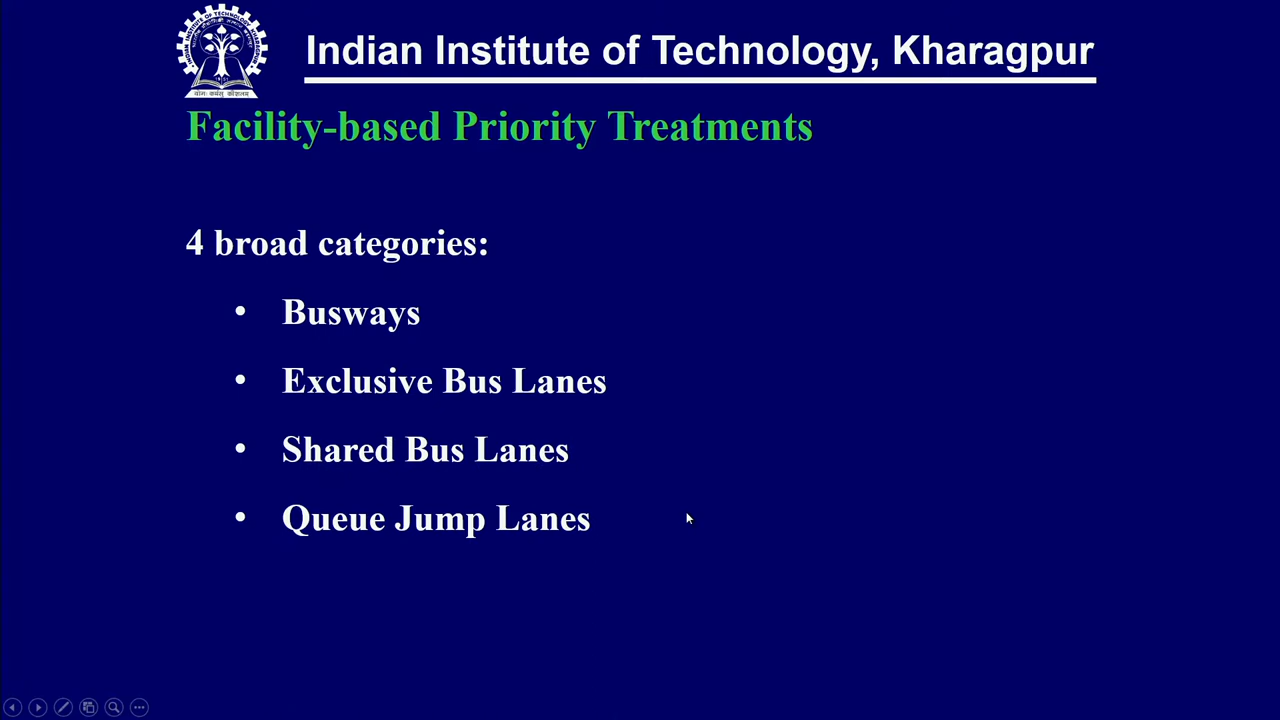 Indian Institute of Technology, Kharagpur
Facility-based Priority Treatments
4 broad categories:
• Busways
• Exclusive Bus Lanes
• Shared Bus Lanes
• Queue Jump Lanes